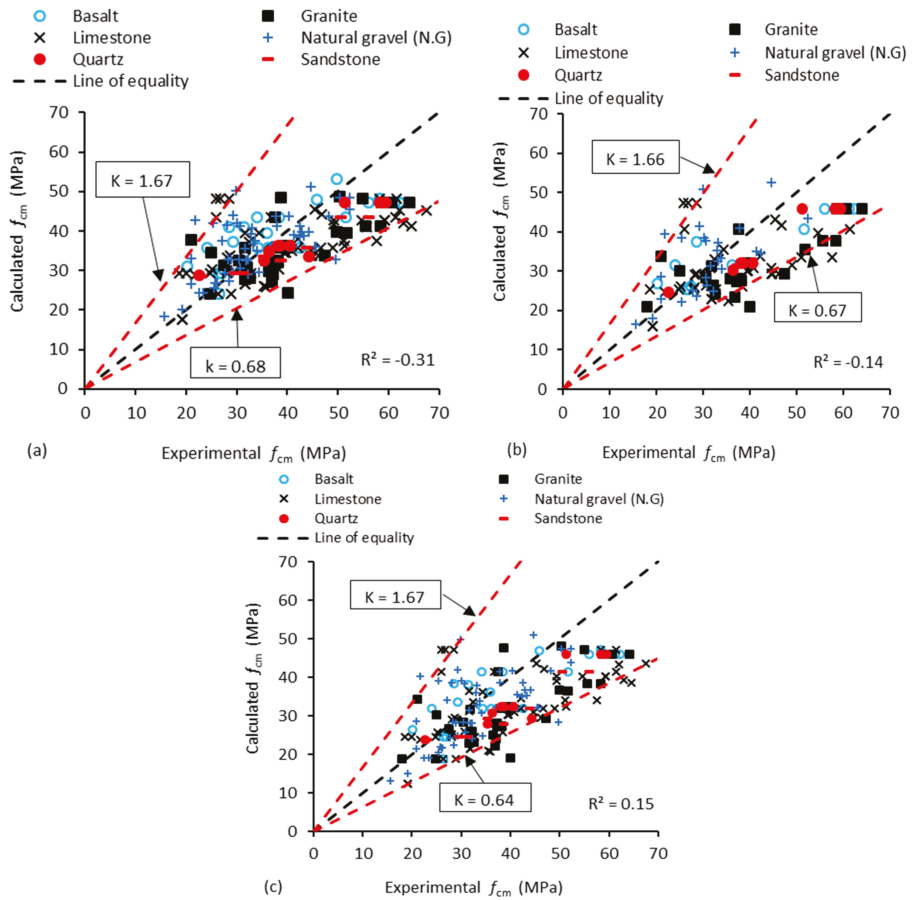 Basalt
Granite
Limestone
Natural gravel (N.G)
Quartz
Sandstone
Line of equality
70
60
50
40
30
20
10
0
Calculated fcm (MPa)
K = 1.67
k = 0.68
R² = -0.31
0 10 20 30 40 50 60 70
(a)
Experimental fcm (MPa)
Basalt
Granite
Limestone
Natural gravel (N.G)
Quartz
Sandstone
Line of equality
70
60
50
40
30
20
10
0
Calculated fcm (MPa)
K = 1.66
K = 0.67
R² = -0.14
0 10 20 30 40 50 60 70
(b)
Experimental fcm (MPa)
Basalt
Granite
Limestone
Natural gravel (N.G)
Quartz
Sandstone
Line of equality
70
60
50
40
30
20
10
0
Calculated fcm (MPa)
K = 1.67
K = 0.64
R² = 0.15
0 10 20 30 40 50 60 70
(c)
Experimental fcm (MPa)